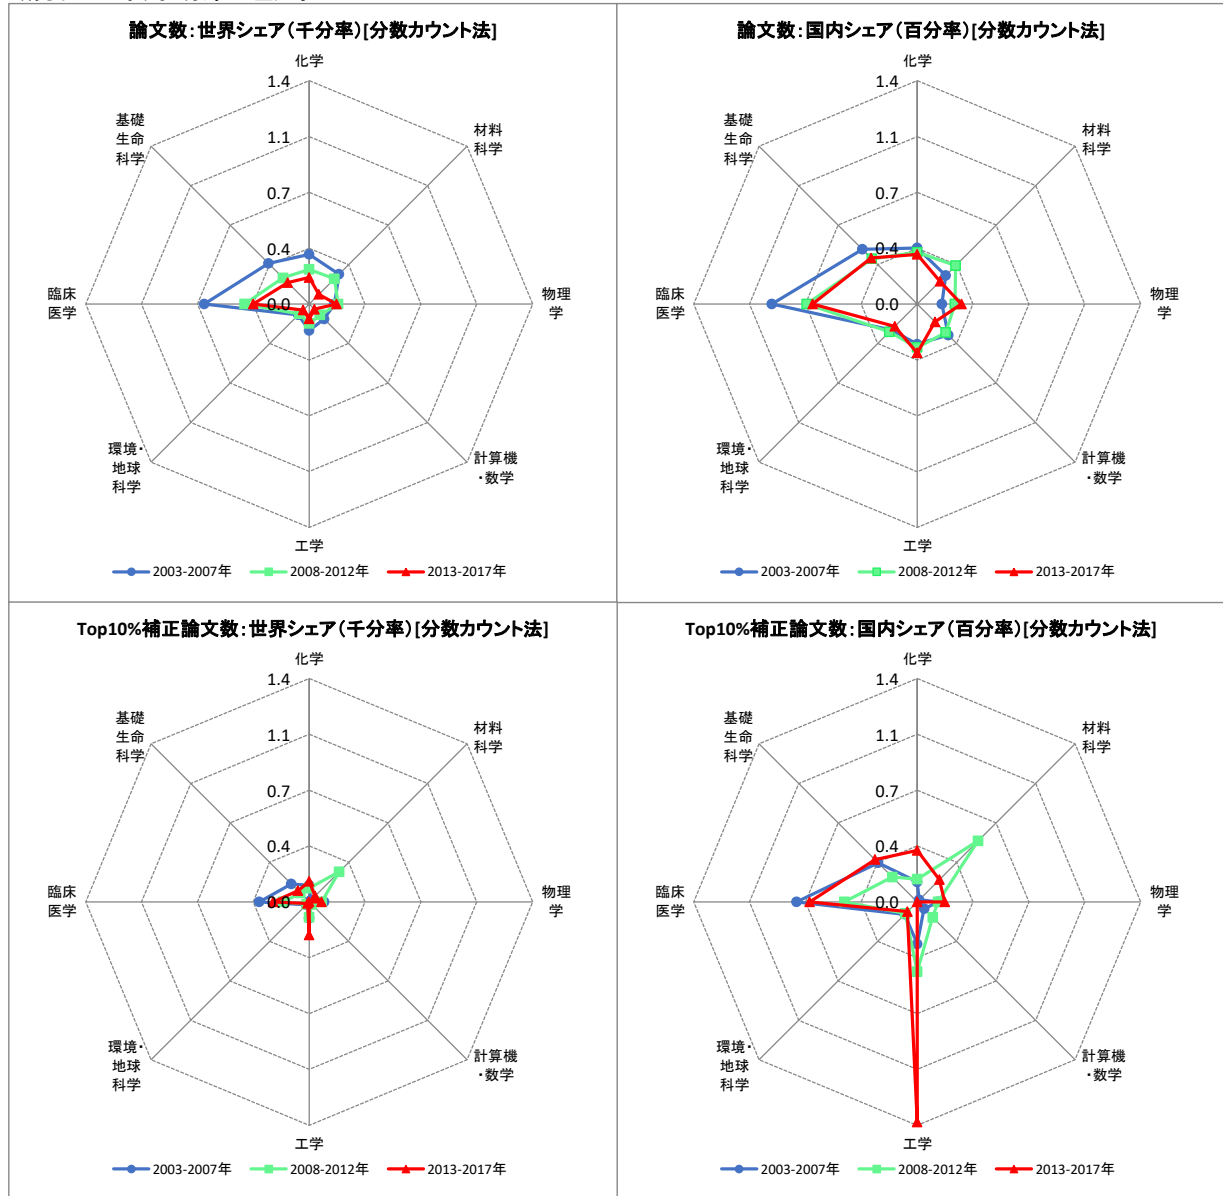 論文数：世界シェア（千分率）[分数カウント法]
化学
1.4
1.1
0.7
0.4
0.0
基礎
生命
科学
材料
科学
臨床
医学
物理
学
環境・
地球
科学
計算機
・数学
工学
2003-2007年
2008-2012年
2013-2017年
論文数：国内シェア（百分率）[分数カウント法]
化学
1.4
1.1
0.7
0.4
0.0
基礎
生命
科学
材料
科学
臨床
医学
物理
学
環境・
地球
科学
計算機
・数学
工学
2003-2007年
2008-2012年
2013-2017年
Top10%補正論文数：世界シェア（千分率）[分数カウント法]
化学
1.4
1.1
0.7
0.4
0.0
基礎
生命
科学
材料
科学
臨床
医学
物理
学
環境・
地球
科学
計算機
・数学
工学
2003-2007年
2008-2012年
2013-2017年
Top10%補正論文数：国内シェア（百分率）[分数カウント法]
化学
1.4
1.1
0.7
0.4
0.0
基礎
生命
科学
材料
科学
臨床
医学
物理
学
環境・
地球
科学
計算機
・数学
工学
2003-2007年
2008-2012年
2013-2017年